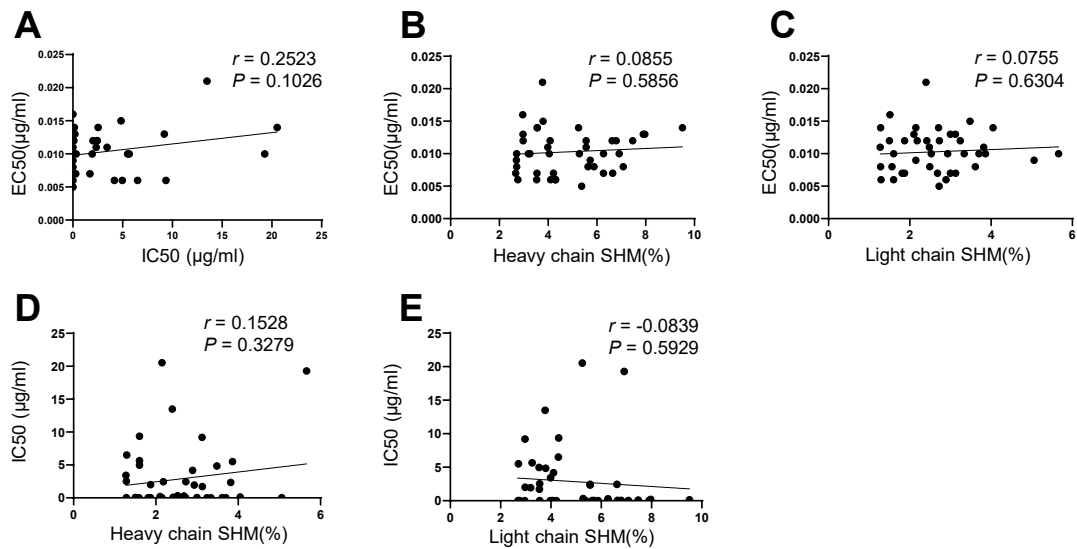 A
r = 0.2523
P = 0.1026
EC50(µg/ml)
0.025
0.020
0.015
0.010
0.005
0.000
0 5 10 15 20 25
IC50 (µg/ml)
B
r = 0.0855
P = 0.5856
EC50(µg/ml)
0.025
0.020
0.015
0.010
0.005
0.000
0 2 4 6 8 10
Heavy chain SHM(%)
C
r = 0.0755
P = 0.6304
EC50(µg/ml)
0.025
0.020
0.015
0.010
0.005
0.000
0 2 4 6
Light chain SHM(%)
D
r = 0.1528
P = 0.3279
IC50 (µg/ml)
25
20
15
10
5
0
0 2 4 6
Heavy chain SHM(%)
E
r = -0.0839
P = 0.5929
IC50 (µg/ml)
25
20
15
10
5
0
0 2 4 6 8 10
Light chain SHM(%)